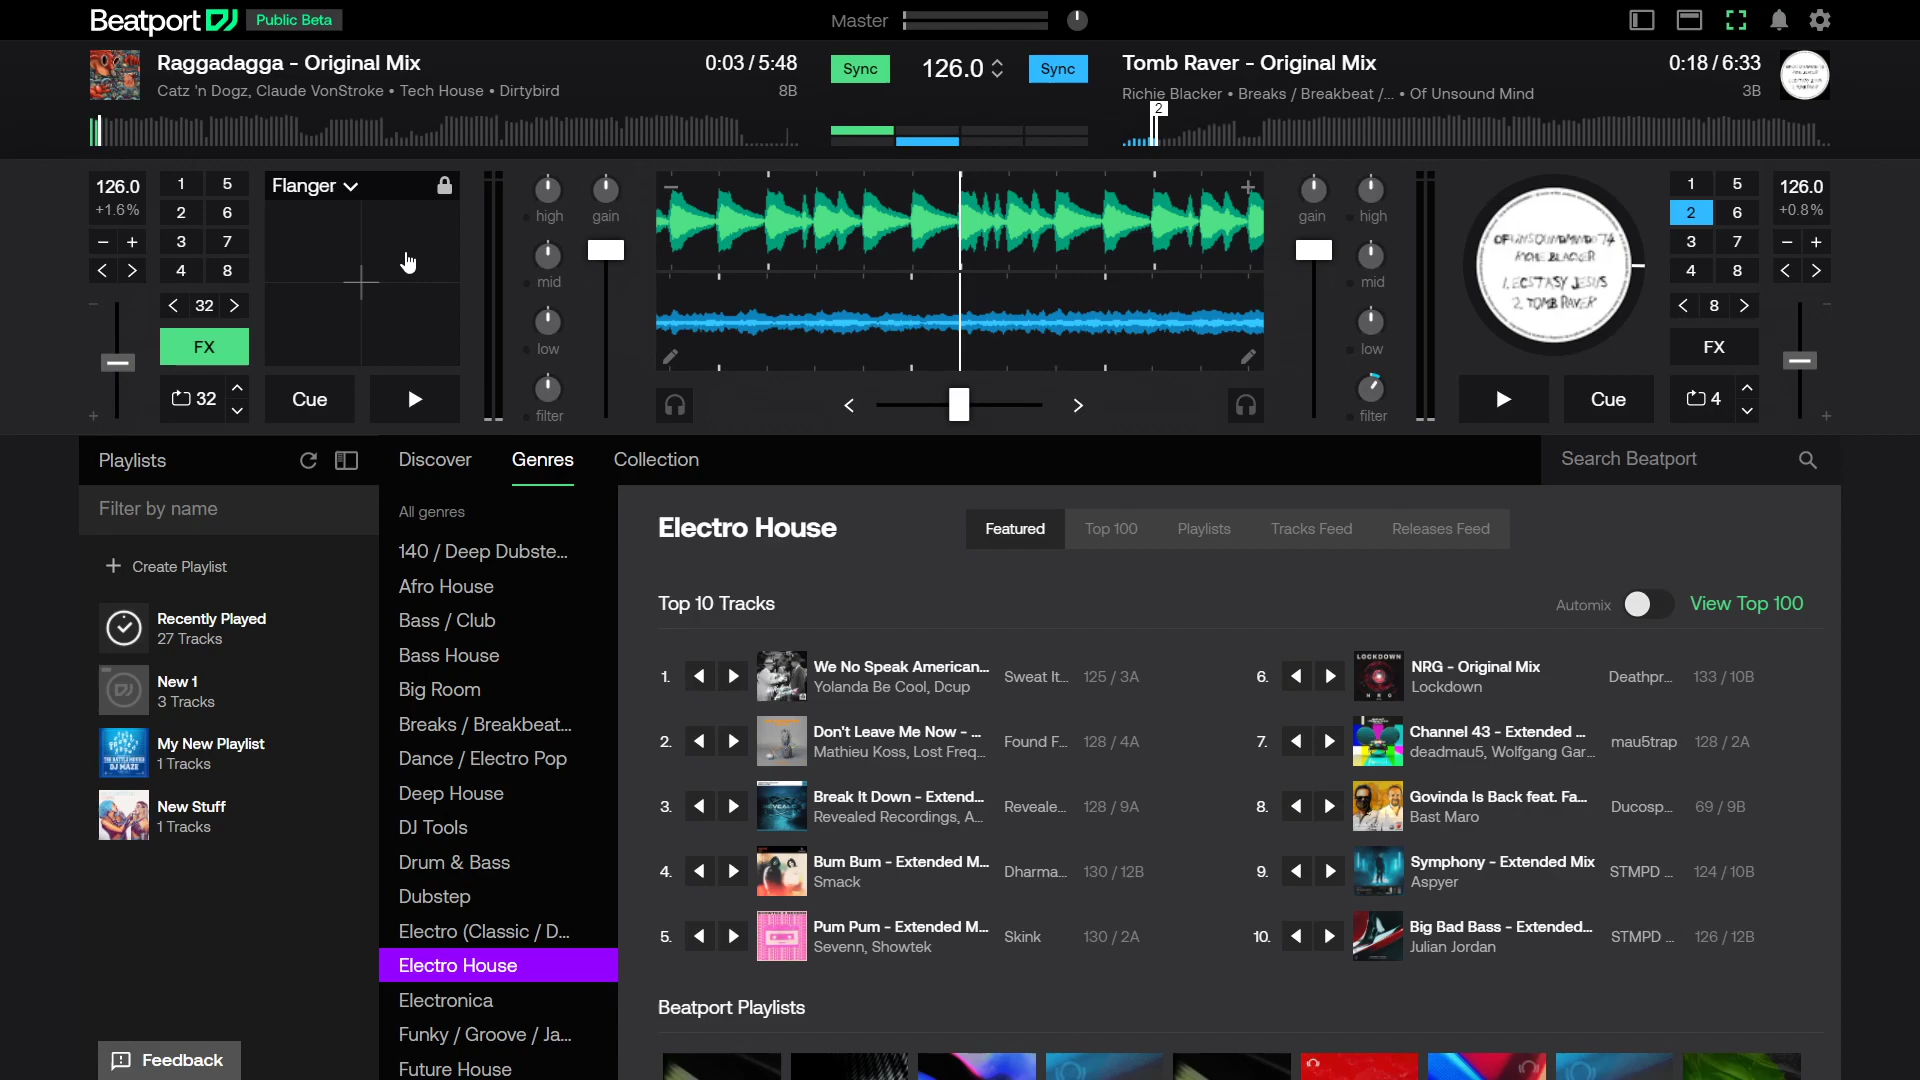 Beatport DJ Public Beta
Master
Raggadagga - Original Mix
0:03 / 5:48
Catz 'n Dogz, Claude VonStroke • Tech House • Dirtybird
8B
Sync
126.0
Sync
Tomb Raver - Original Mix
0:18 / 6:33
Richie Blacker • Breaks / Breakbeat /... • Of Unsound Mind
3B
2
126.0
+1.6%
1 5
2 6
3 7
4 8
32
FX
32
Flanger
Cue
high
mid
low
filter
gain
gain
high
mid
low
filter
OFUNSOUNDMIND074
RICHIE BLACKER
1. ECSTASY JESUS
2. TOMB RAVER
Cue
1 5
2 6
3 7
4 8
8
FX
4
126.0
+0.8%
Playlists
Filter by name
Create Playlist
Recently Played
27 Tracks
New 1
3 Tracks
My New Playlist
1 Tracks
New Stuff
1 Tracks
Feedback
Discover
Genres
Collection
Search Beatport
All genres
140 / Deep Dubste...
Afro House
Bass / Club
Bass House
Big Room
Breaks / Breakbeat...
Dance / Electro Pop
Deep House
DJ Tools
Drum & Bass
Dubstep
Electro (Classic / D...
Electro House
Electronica
Funky / Groove / Ja...
Future House
Electro House
Featured
Top 100
Playlists
Tracks Feed
Releases Feed
Top 10 Tracks
Automix
View Top 100
1. We No Speak American... Sweat It... 125 / 3A
Yolanda Be Cool, Dcup
2. Don't Leave Me Now - ... Found F... 128 / 4A
Mathieu Koss, Lost Freq...
3. Break It Down - Extend... Reveale... 128 / 9A
Revealed Recordings, A...
4. Bum Bum - Extended M... Dharma... 130 / 12B
Smack
5. Pum Pum - Extended M... Skink 130 / 2A
Sevenn, Showtek
6. LOCKDOWN NRG NRG - Original Mix Deathpr... 133 / 10B
Lockdown
7. Channel 43 - Extended ... mau5trap 128 / 2A
deadmau5, Wolfgang Gar...
8. Govinda Is Back feat. Fa... Ducosp... 69 / 9B
Bast Maro
9. Symphony - Extended Mix STMPD ... 124 / 10B
Aspyer
10. Big Bad Bass - Extended... STMPD ... 126 / 12B
Julian Jordan
Beatport Playlists